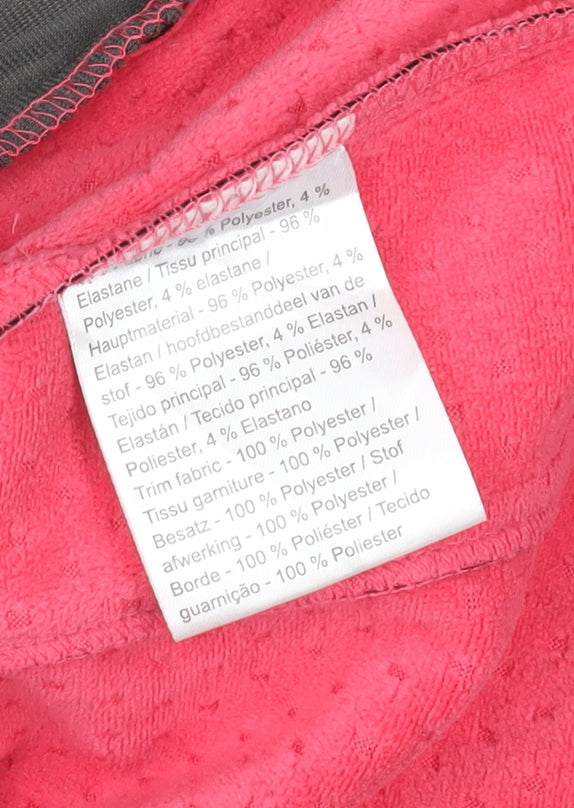 % Polyester, 4 %
Elastane / Tissu principal - 96 %
Polyester, 4 % elastane /
Hauptmaterial - 96 % Polyester, 4 %
Elastan / hoofdbestanddeel van de
stof - 96 % Polyester, 4 % Elastan /
Tejido principal - 96 % Poliéster, 4 %
Elastán / Tecido principal - 96 %
Poliester, 4 % Elastano
Trim fabric - 100 % Polyester /
Tissu garniture - 100 % Polyester /
Besatz - 100 % Polyester / Stof
afwerking - 100 % Polyester /
Borde - 100 % Poliéster / Tecido
guarnição - 100 % Poliester